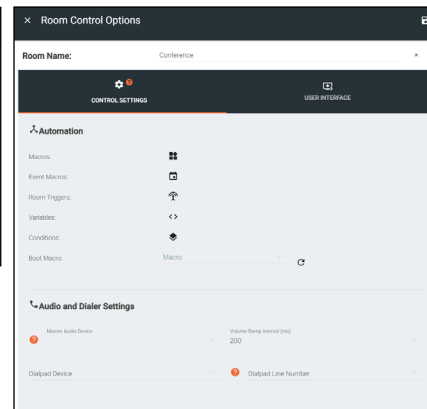 × Room Control Options
Room Name: Conference ×
? CONTROL SETTINGS USER INTERFACE
Automation
Macros:
Event Macros:
Room Triggers:
Variables: <>
Conditions:
Boot Macro: Macro
Audio and Dialer Settings
Master Audio Device Volume Ramp Interval (ms)
? 200
Dialpad Device ? Dialpad Line Number